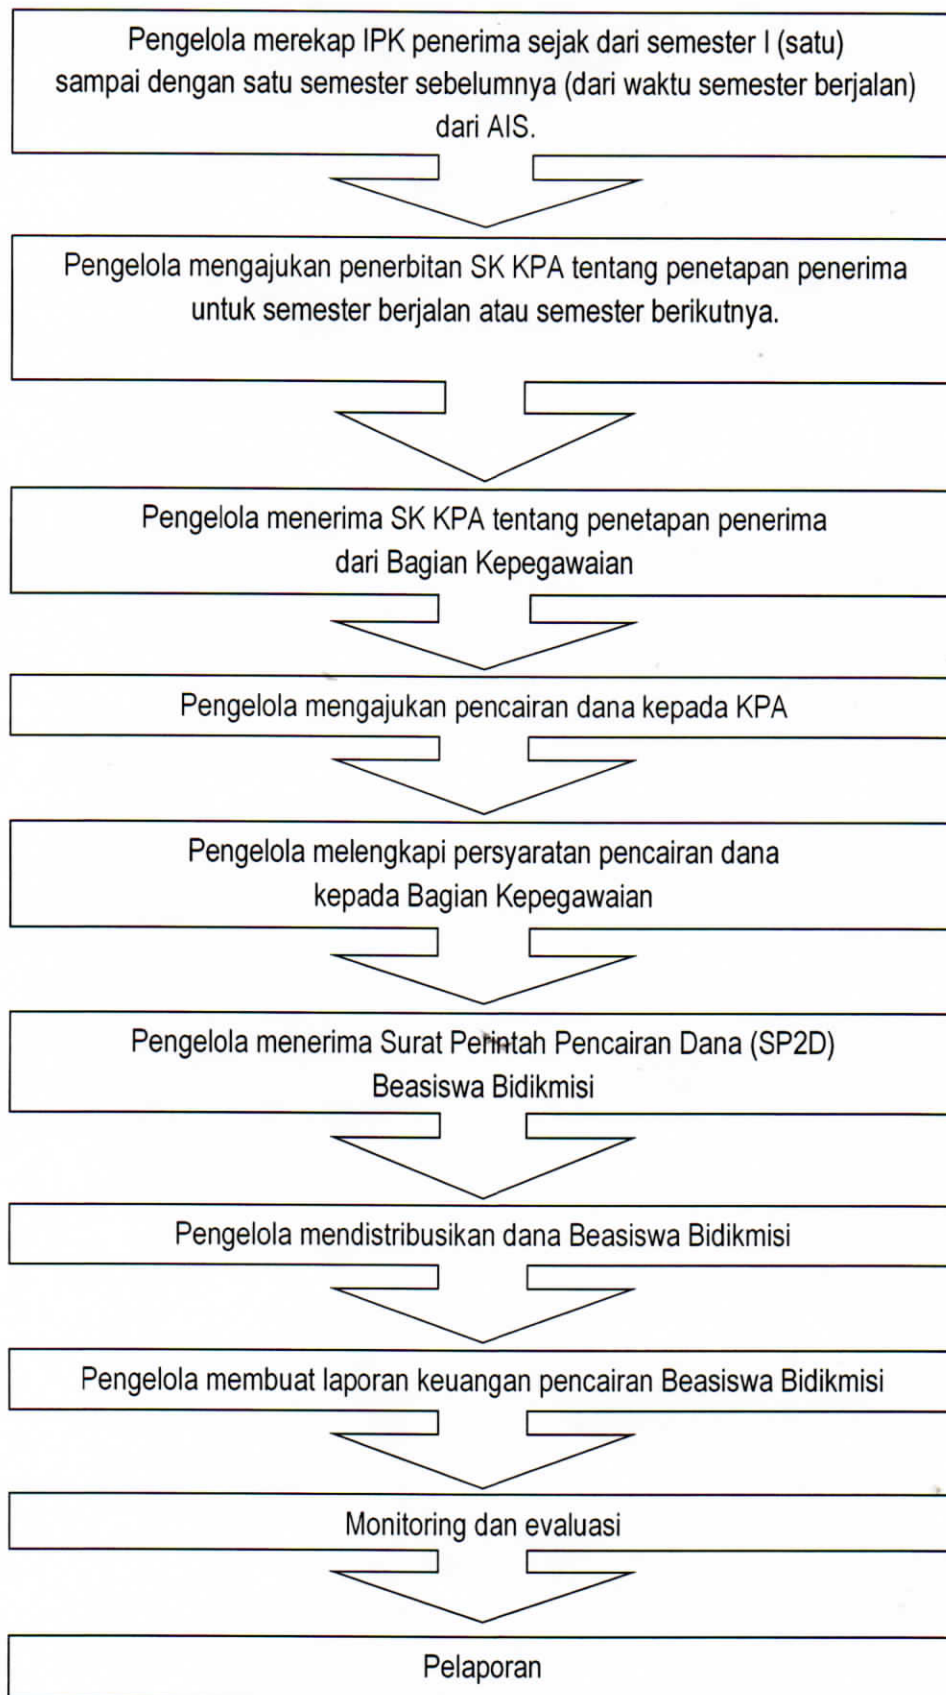 Pengelola merekap IPK penerima sejak dari semester I (satu)
sampai dengan satu semester sebelumnya (dari waktu semester berjalan)
dari AIS.
Pengelola mengajukan penerbitan SK KPA tentang penetapan penerima
untuk semester berjalan atau semester berikutnya.
Pengelola menerima SK KPA tentang penetapan penerima
dari Bagian Kepegawaian
Pengelola mengajukan pencairan dana kepada KPA
Pengelola melengkapi persyaratan pencairan dana
kepada Bagian Kepegawaian
Pengelola menerima Surat Perintah Pencairan Dana (SP2D)
Beasiswa Bidikmisi
Pengelola mendistribusikan dana Beasiswa Bidikmisi
Pengelola membuat laporan keuangan pencairan Beasiswa Bidikmisi
Monitoring dan evaluasi
Pelaporan